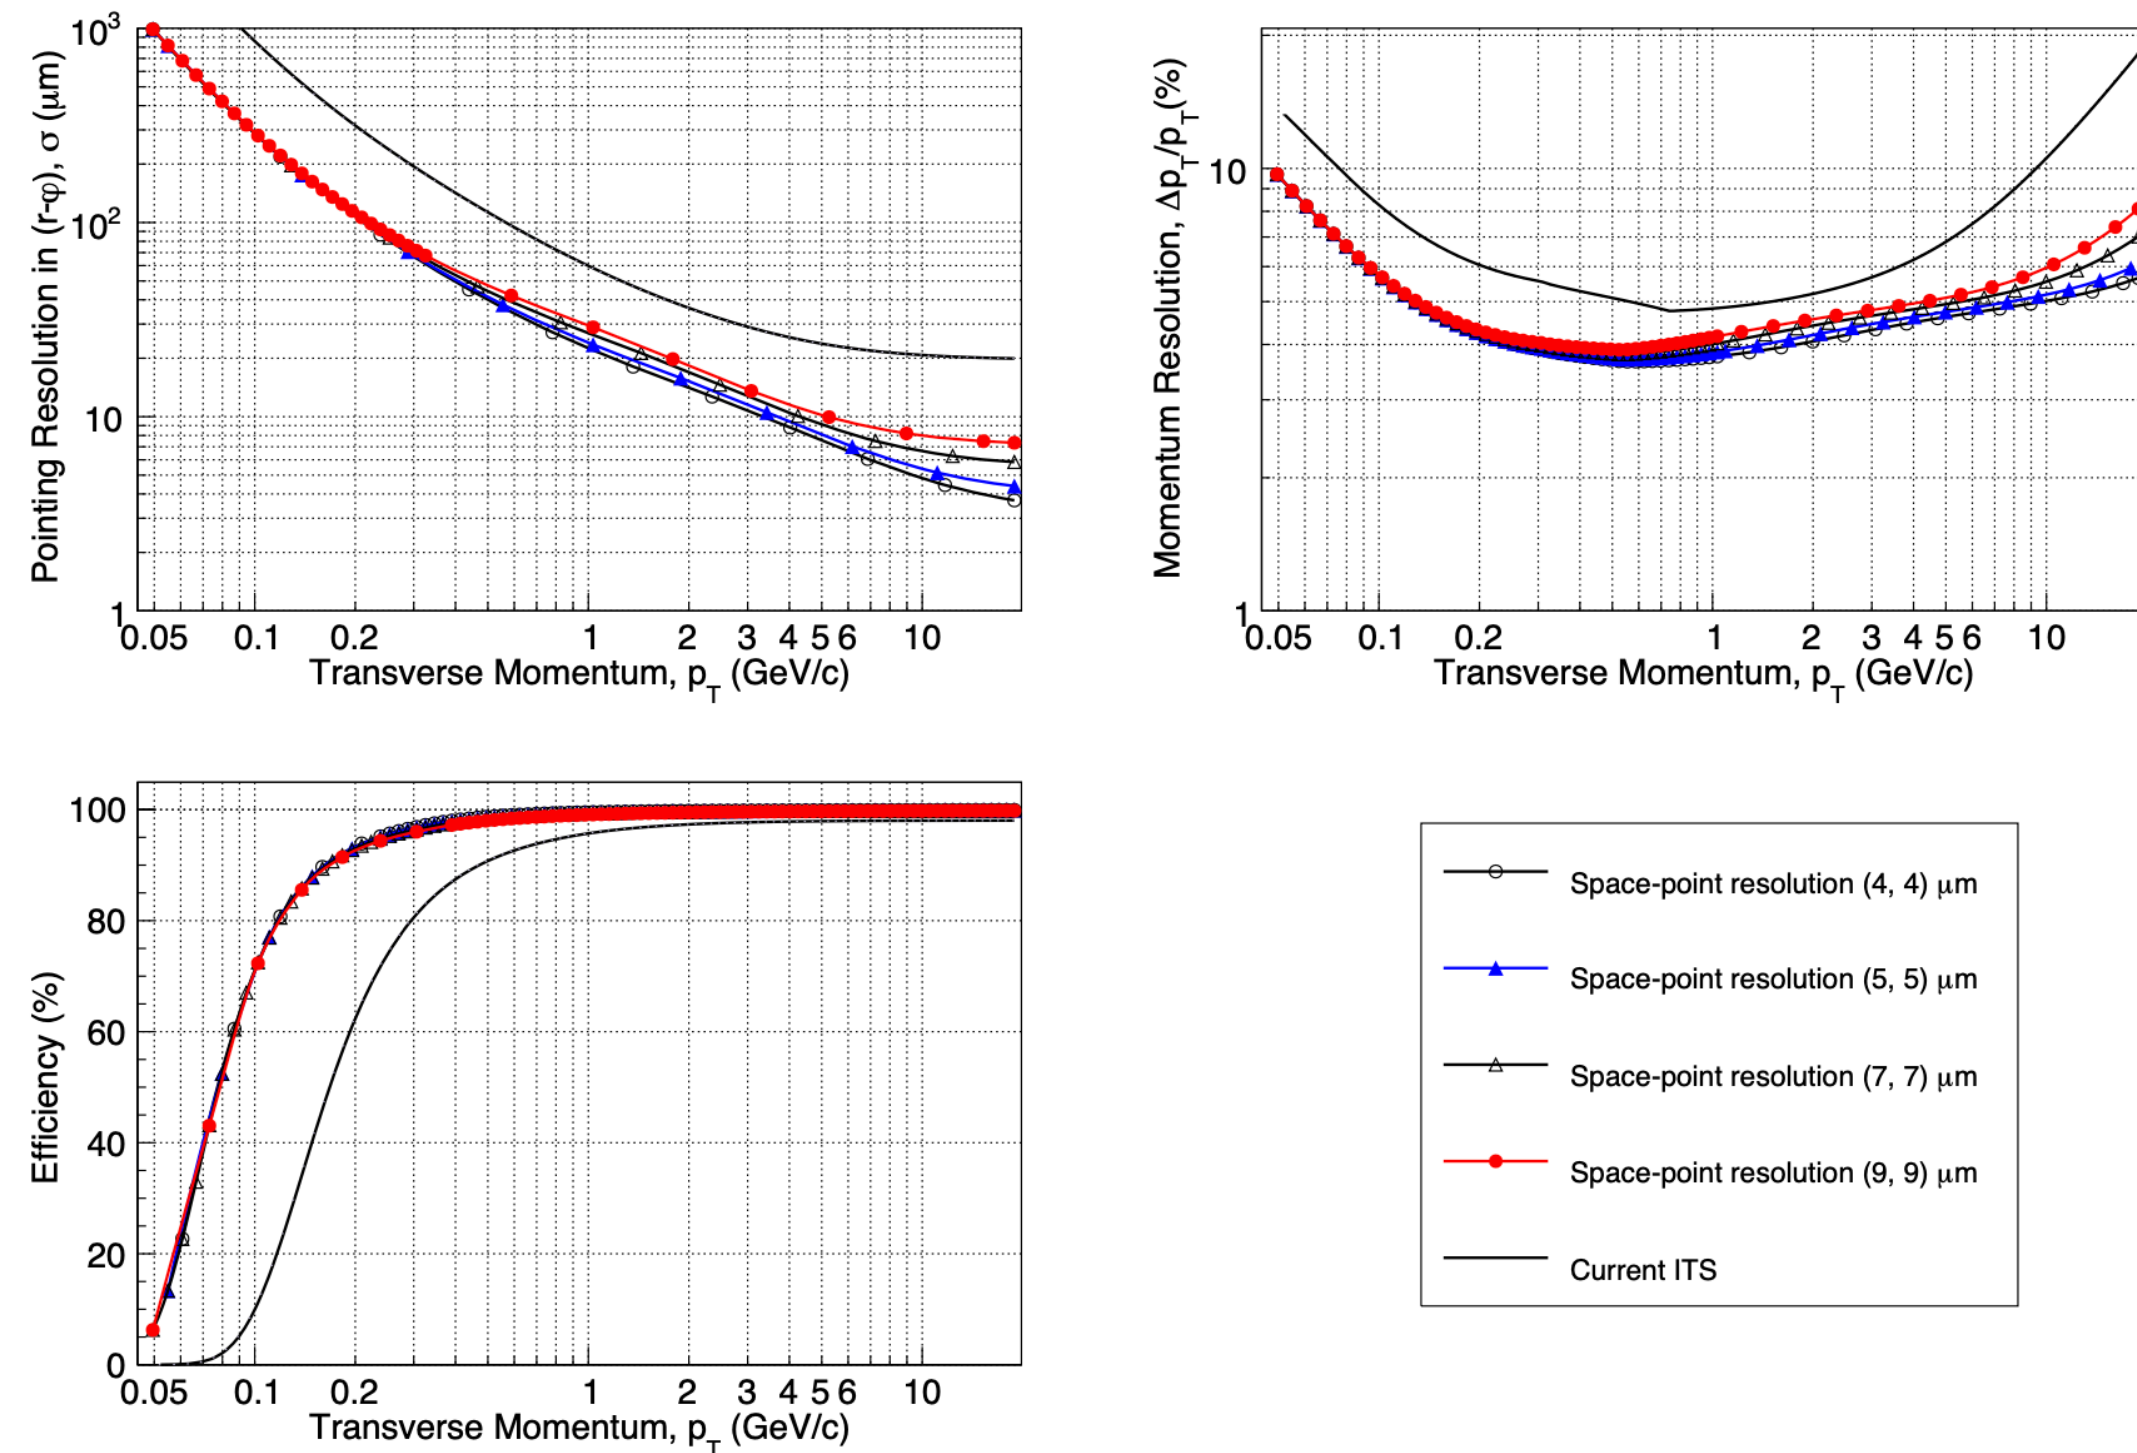 Pointing Resolution in (r-φ), σ (μm)
10³
10²
10
1
0.05 0.1 0.2 1 2 3 4 5 6 10
Transverse Momentum, p_T (GeV/c)
Momentum Resolution, Δp_T/p_T (%)
10
1
0.05 0.1 0.2 1 2 3 4 5 6 10
Transverse Momentum, p_T (GeV/c)
Efficiency (%)
100
80
60
40
20
0
0.05 0.1 0.2 1 2 3 4 5 6 10
Transverse Momentum, p_T (GeV/c)
Space-point resolution (4, 4) μm
Space-point resolution (5, 5) μm
Space-point resolution (7, 7) μm
Space-point resolution (9, 9) μm
Current ITS